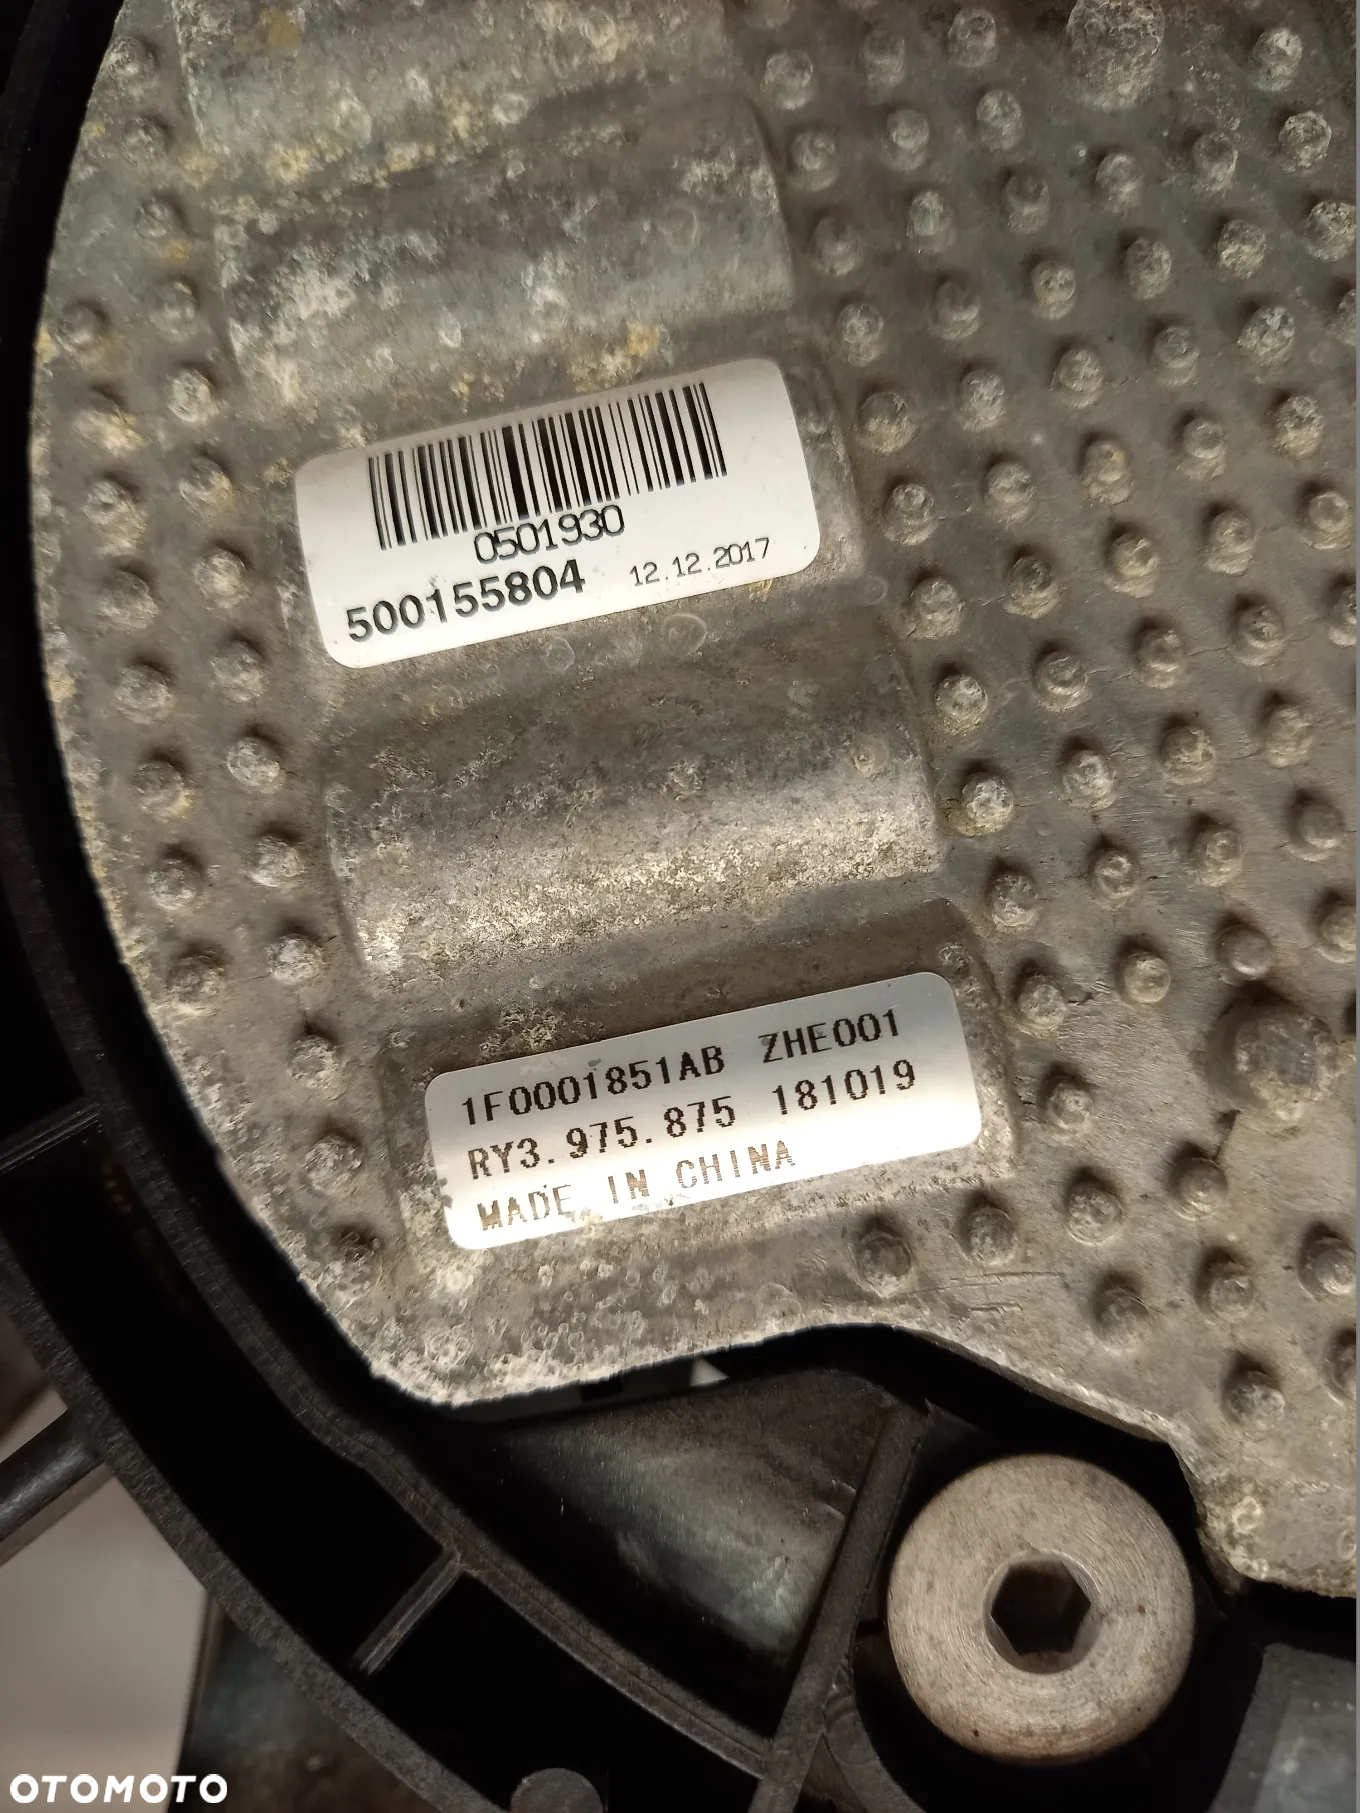 0501930
500155804 12.12.2017
1F0001851AB ZHE001
RY3.975.875 181019
MADE IN CHINA
OTOMOTO